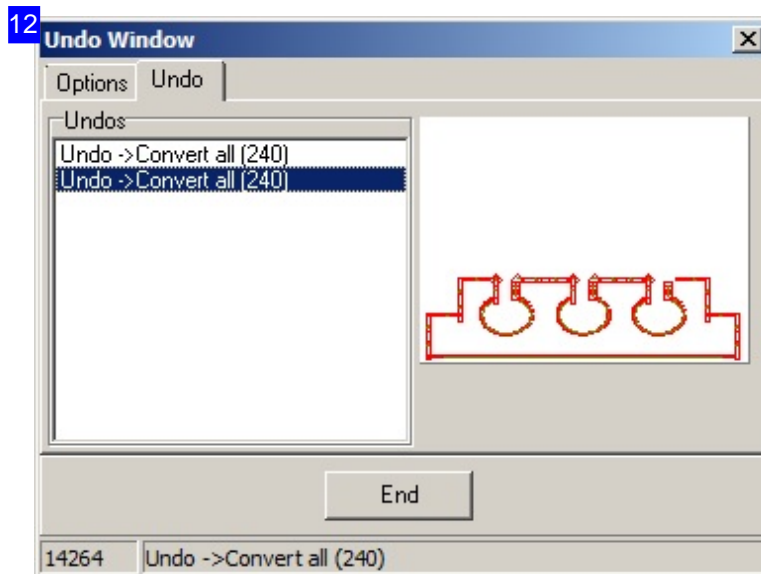 12
Undo Window
Options Undo
Undos
Undo ->Convert all (240)
Undo ->Convert all (240)
End
14264 Undo ->Convert all (240)